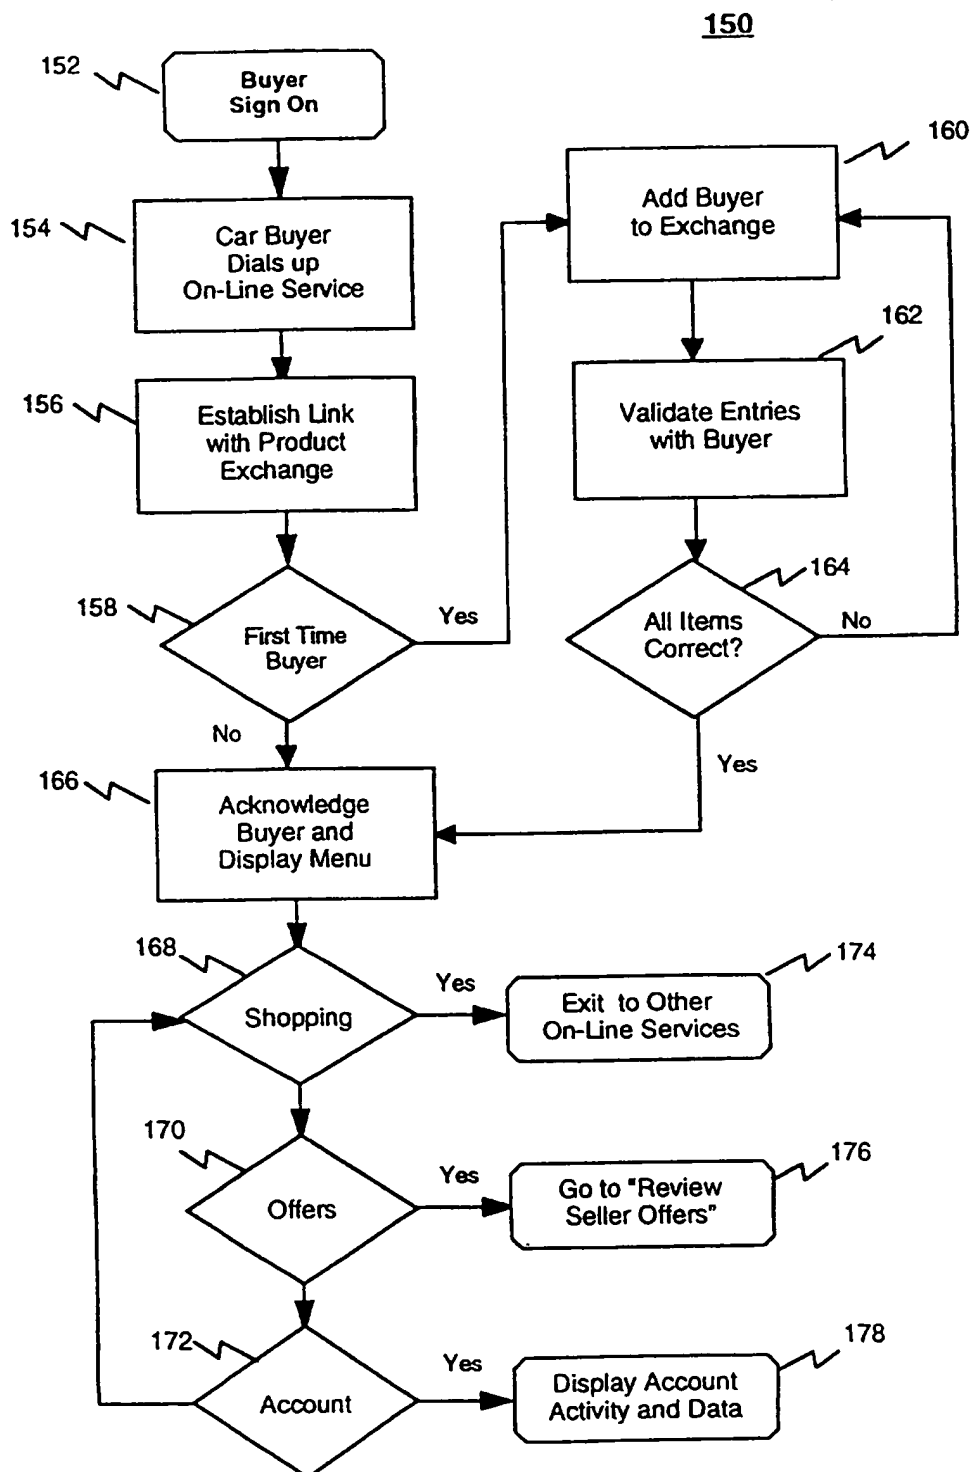 150
152
Buyer
Sign On
154
Car Buyer
Dials up
On-Line Service
156
Establish Link
with Product
Exchange
158
First Time
Buyer
Yes
No
160
Add Buyer
to Exchange
162
Validate Entries
with Buyer
164
All Items
Correct?
No
Yes
166
Acknowledge
Buyer and
Display Menu
168
Shopping
Yes
174
Exit to Other
On-Line Services
170
Offers
Yes
176
Go to "Review
Seller Offers"
172
Account
Yes
178
Display Account
Activity and Data